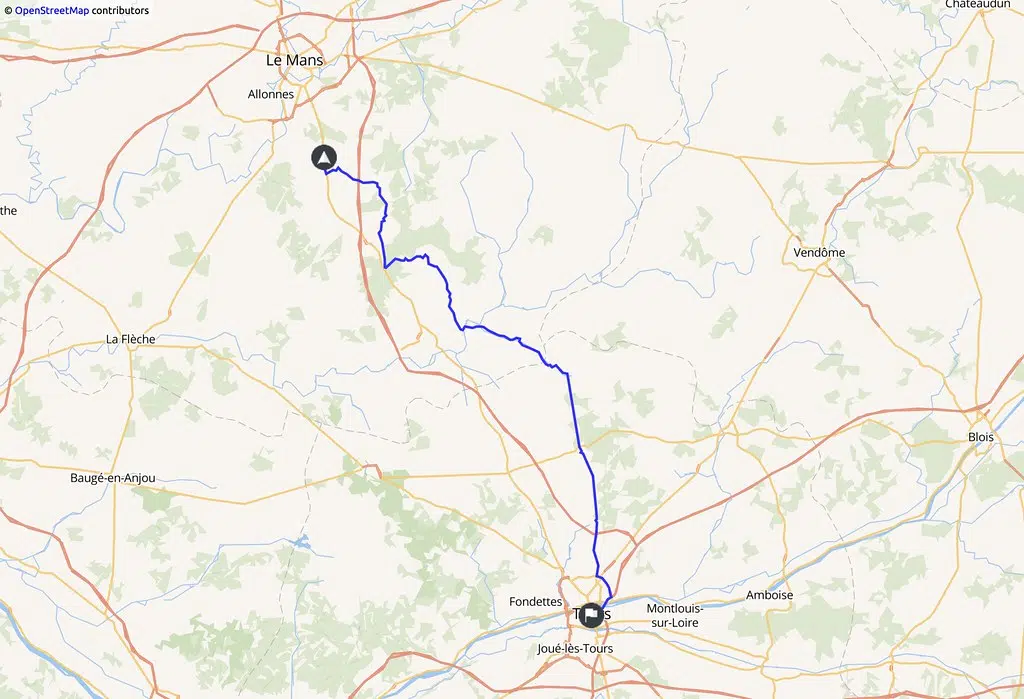 © OpenStreetMap contributors
Châteaudun
Le Mans
Allonnes
the
Vendôme
La Flèche
Blois
Baugé-en-Anjou
Amboise
Fondettes
Montlouis-
sur-Loire
Joué-lès-Tours